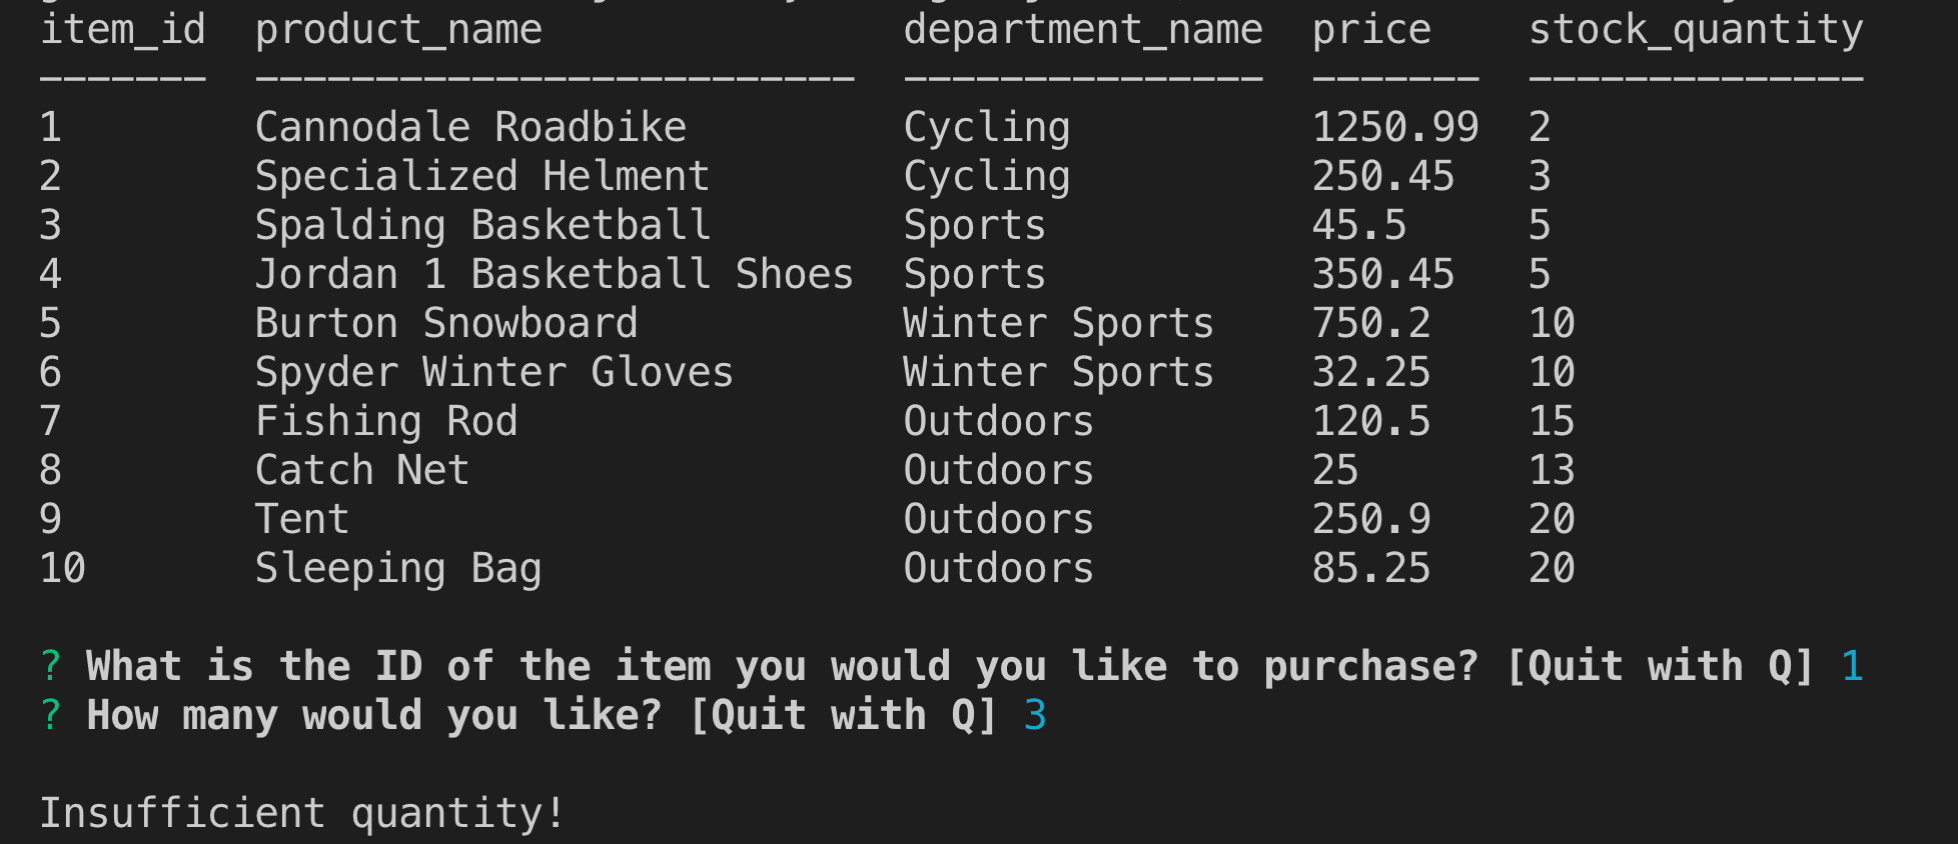 item_id  product_name               department_name  price    stock_quantity
-------  -------------------------  ---------------  -------  --------------
1        Cannodale Roadbike         Cycling          1250.99  2
2        Specialized Helment        Cycling          250.45   3
3        Spalding Basketball        Sports           45.5     5
4        Jordan 1 Basketball Shoes  Sports           350.45   5
5        Burton Snowboard           Winter Sports    750.2    10
6        Spyder Winter Gloves       Winter Sports    32.25    10
7        Fishing Rod                Outdoors         120.5    15
8        Catch Net                  Outdoors         25       13
9        Tent                       Outdoors         250.9    20
10       Sleeping Bag               Outdoors         85.25    20
? What is the ID of the item you would you like to purchase? [Quit with Q] 1
? How many would you like? [Quit with Q] 3
Insufficient quantity!